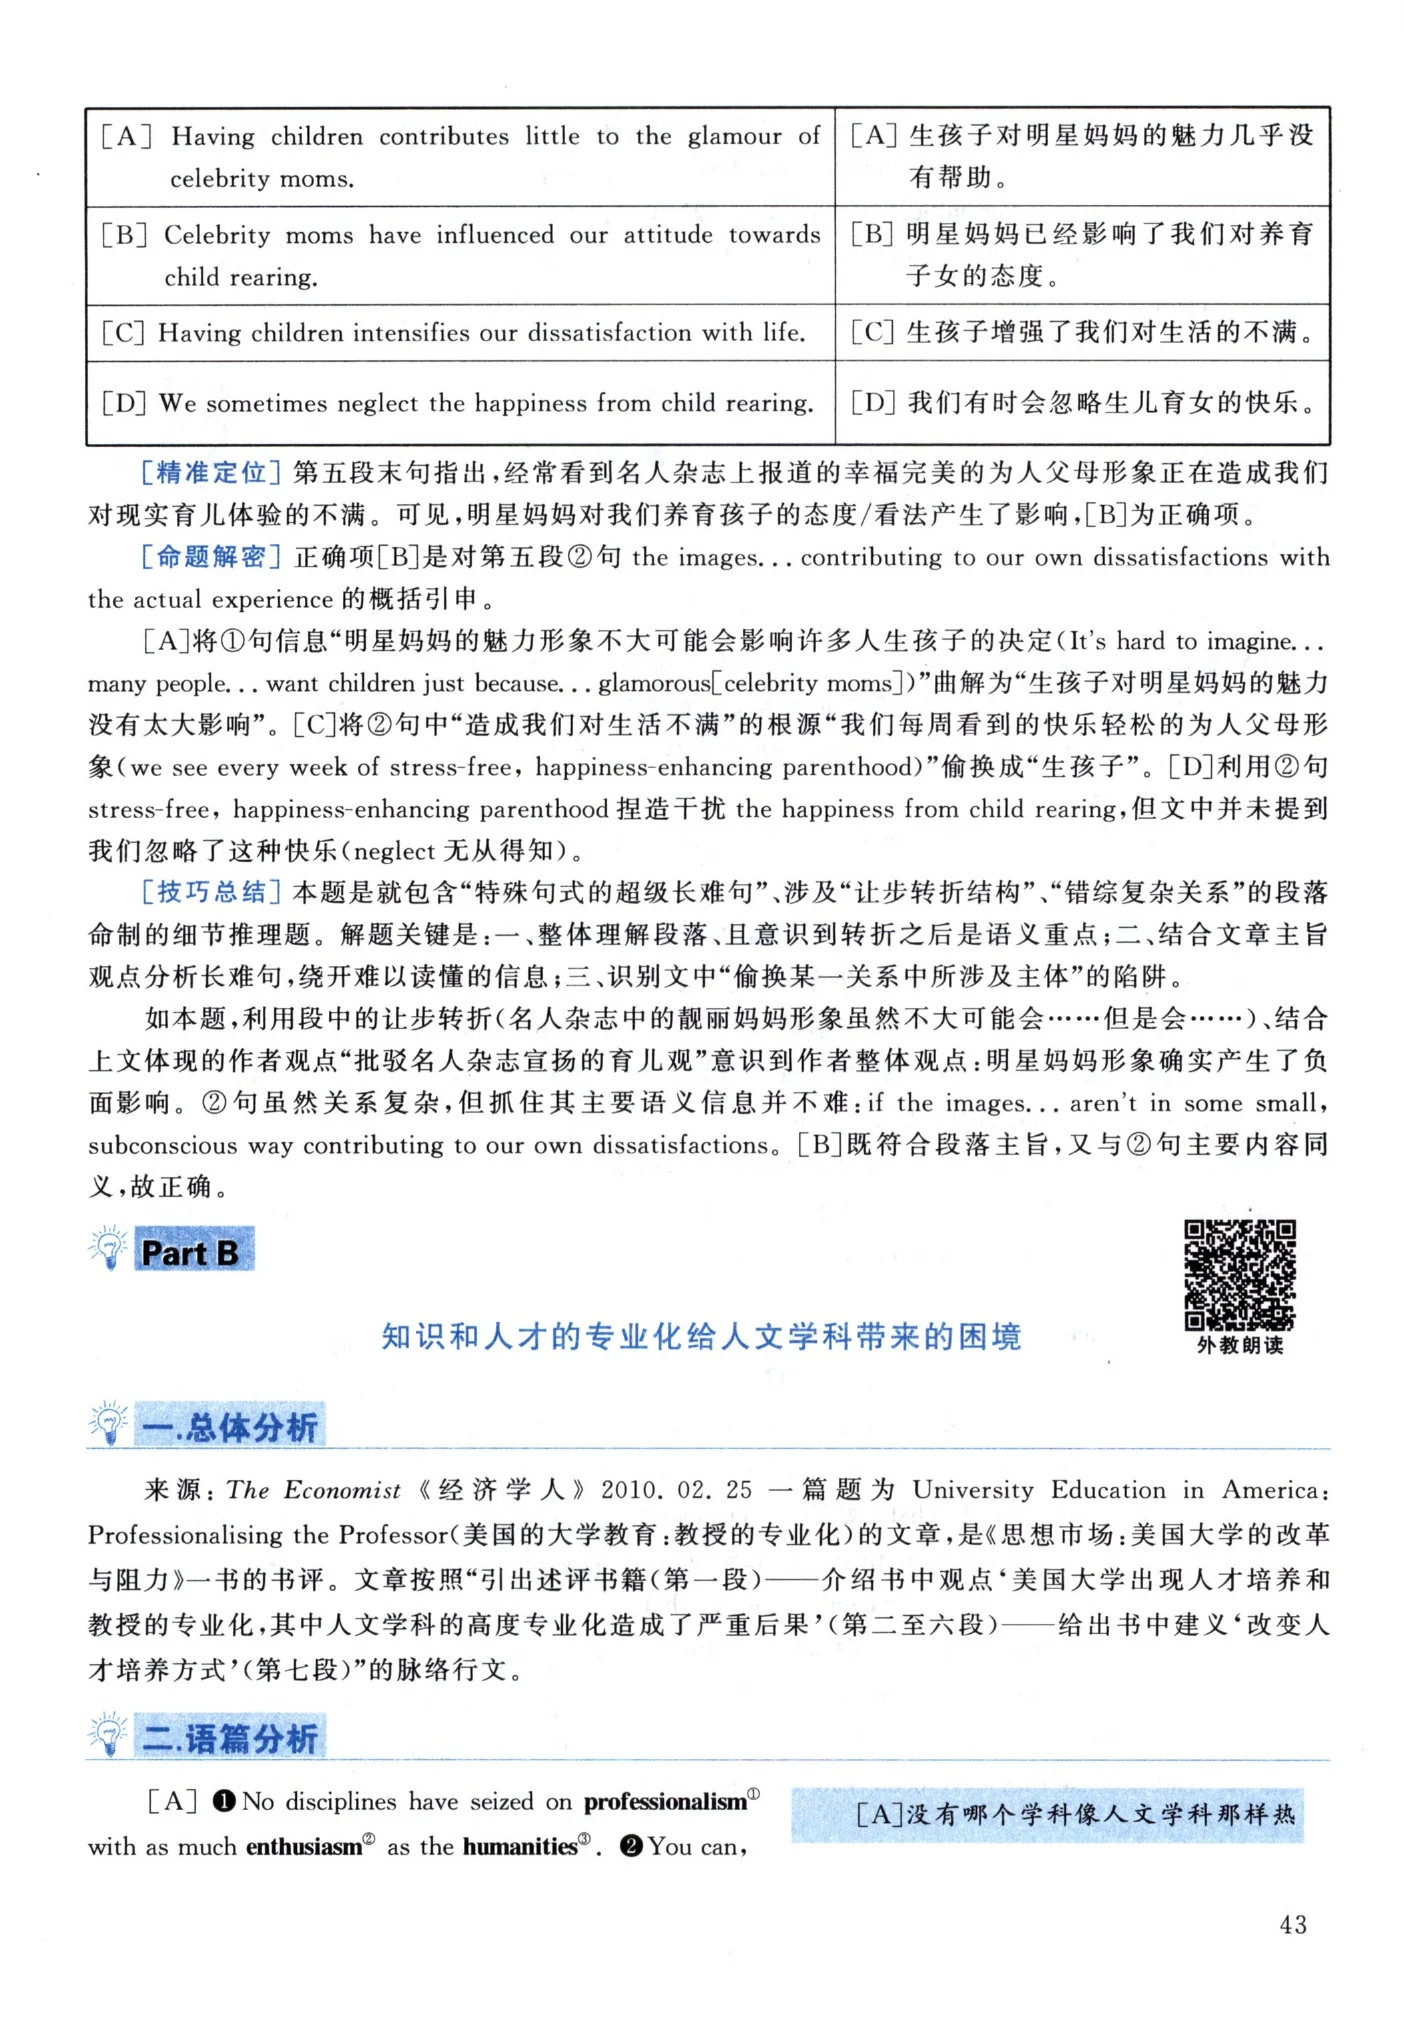 [A] Having children contributes little to the glamour of
celebrity moms.
[A] 生孩子对明星妈妈的魅力几乎没
有帮助。
[B] Celebrity moms have influenced our attitude towards
child rearing.
[B] 明星妈妈已经影响了我们对养育
子女的态度。
[C] Having children intensifies our dissatisfaction with life.
[C] 生孩子增强了我们对生活的不满。
[D] We sometimes neglect the happiness from child rearing.
[D] 我们有时会忽略生儿育女的快乐。
[精准定位] 第五段末句指出,经常看到名人杂志上报道的幸福完美的为人父母形象正在造成我们
对现实育儿体验的不满。可见,明星妈妈对我们养育孩子的态度/看法产生了影响,[B]为正确项。
[命题解密] 正确项[B]是对第五段②句 the images... contributing to our own dissatisfactions with
the actual experience 的概括引申。
[A]将①句信息“明星妈妈的魅力形象不大可能会影响许多人生孩子的决定(It's hard to imagine...
many people... want children just because... glamorous[celebrity moms])”曲解为“生孩子对明星妈妈的魅力
没有太大影响”。[C]将②句中“造成我们对生活不满”的根源“我们每周看到的快乐轻松的为人父母形
象(we see every week of stress-free, happiness-enhancing parenthood)”偷换成“生孩子”。[D]利用②句
stress-free, happiness-enhancing parenthood 捏造干扰 the happiness from child rearing,但文中并未提到
我们忽略了这种快乐(neglect 无从得知)。
[技巧总结] 本题是就包含“特殊句式的超级长难句”、涉及“让步转折结构”、“错综复杂关系”的段落
命制的细节推理题。解题关键是:一、整体理解段落、且意识到转折之后是语义重点;二、结合文章主旨
观点分析长难句,绕开难以读懂的信息;三、识别文中“偷换某一关系中所涉及主体”的陷阱。
如本题,利用段中的让步转折(名人杂志中的靓丽妈妈形象虽然不大可能会……但是会……)、结合
上文体现的作者观点“批驳名人杂志宣扬的育儿观”意识到作者整体观点:明星妈妈形象确实产生了负
面影响。②句虽然关系复杂,但抓住其主要语义信息并不难:if the images... aren't in some small,
subconscious way contributing to our own dissatisfactions。[B]既符合段落主旨,又与②句主要内容同
义,故正确。
Part B
外教朗读
知识和人才的专业化给人文学科带来的困境
一.总体分析
来源: The Economist《经济学人》2010. 02. 25 一篇题为 University Education in America:
Professionalising the Professor(美国的大学教育:教授的专业化)的文章,是《思想市场:美国大学的改革
与阻力》一书的书评。文章按照“引出述评书籍(第一段)——介绍书中观点‘美国大学出现人才培养和
教授的专业化,其中人文学科的高度专业化造成了严重后果’(第二至六段)——给出书中建议‘改变人
才培养方式’(第七段)”的脉络行文。
二.语篇分析
[A] ❶ No disciplines have seized on professionalism①
with as much enthusiasm② as the humanities③. ❷ You can,
[A]没有哪个学科像人文学科那样热
43